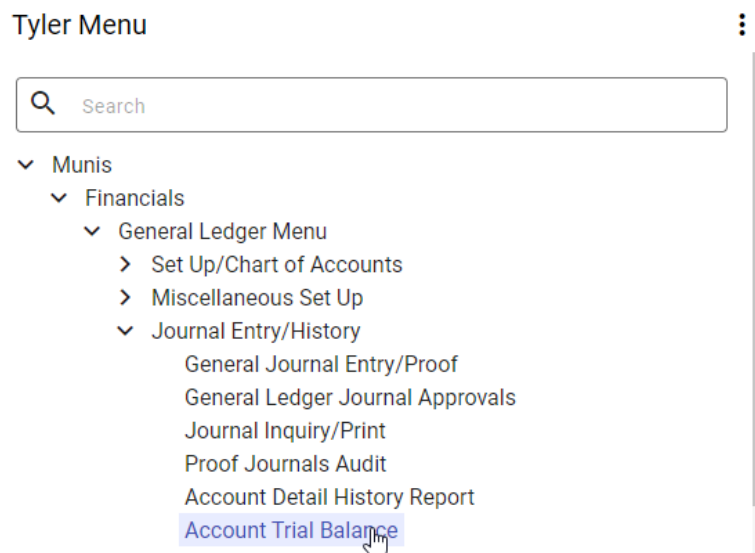 Tyler Menu
Search
Munis
Financials
General Ledger Menu
Set Up/Chart of Accounts
Miscellaneous Set Up
Journal Entry/History
General Journal Entry/Proof
General Ledger Journal Approvals
Journal Inquiry/Print
Proof Journals Audit
Account Detail History Report
Account Trial Balance